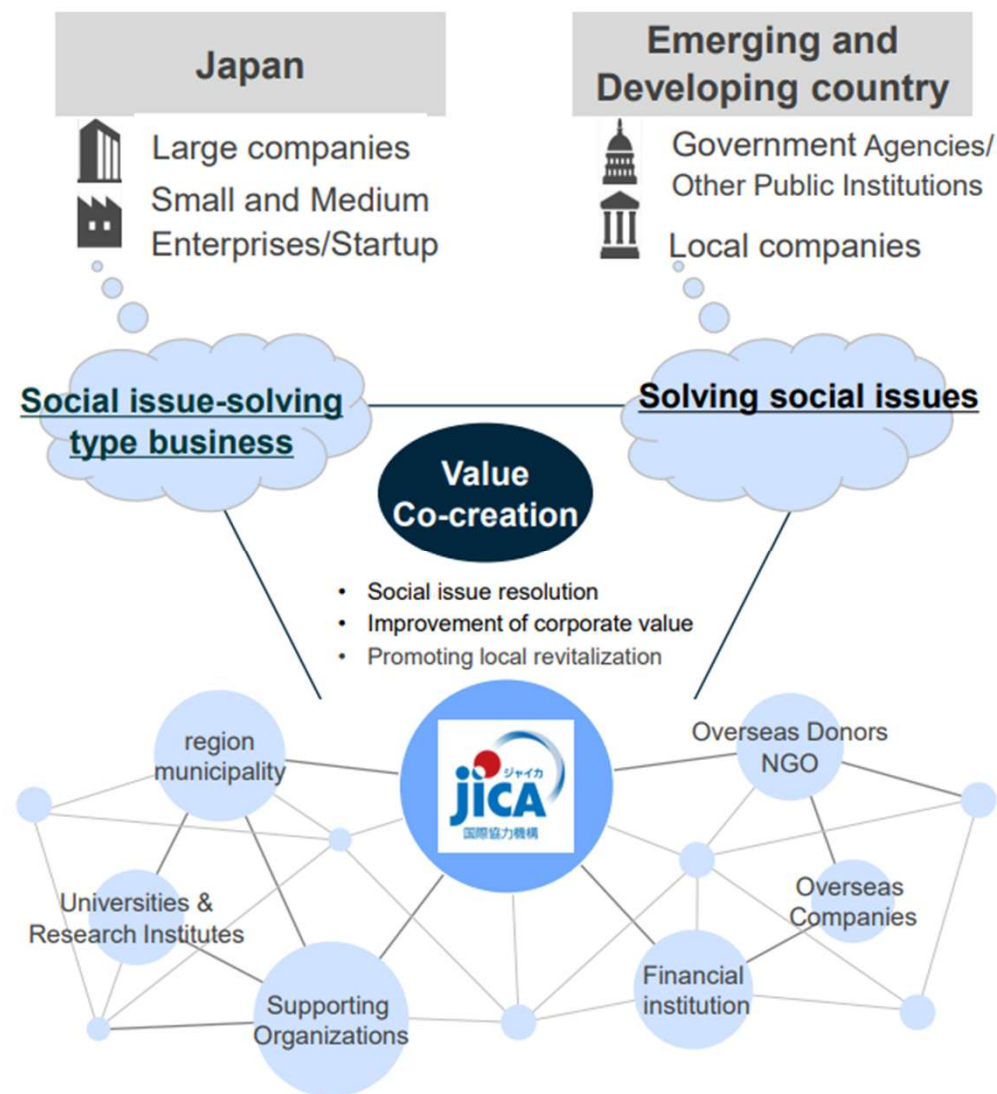 Japan
Emerging and
Developing country
Large companies
Small and Medium
Enterprises/Startup
Government Agencies/
Other Public Institutions
Local companies
Social issue-solving
type business
Solving social issues
Value
Co-creation
• Social issue resolution
• Improvement of corporate value
• Promoting local revitalization
region
municipality
ジャイカ
JICA
国際協力機構
Overseas Donors
NGO
Universities &
Research Institutes
Overseas
Companies
Supporting
Organizations
Financial
institution